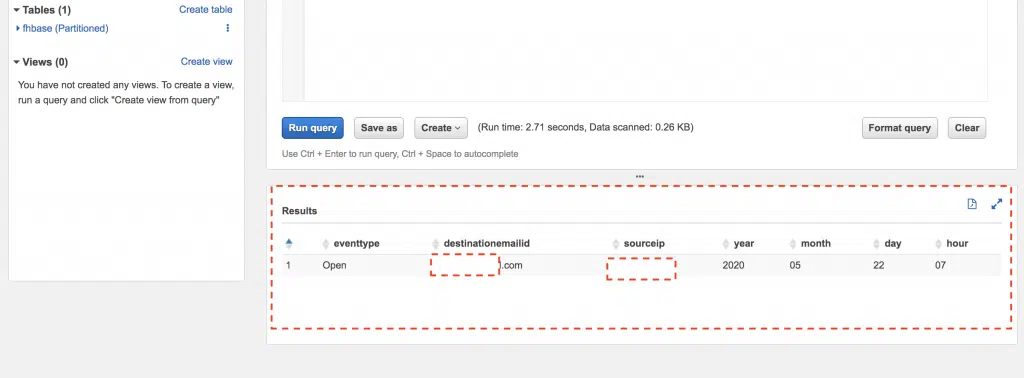 Tables (1) Create table
fhbase (Partitioned)
Views (0) Create view
You have not created any views. To create a view,
run a query and click "Create view from query"
Run query Save as Create (Run time: 2.71 seconds, Data scanned: 0.26 KB) Format query Clear
Use Ctrl + Enter to run query, Ctrl + Space to autocomplete
Results
eventtype destinationemailid sourceip year month day hour
1 Open .com 2020 05 22 07